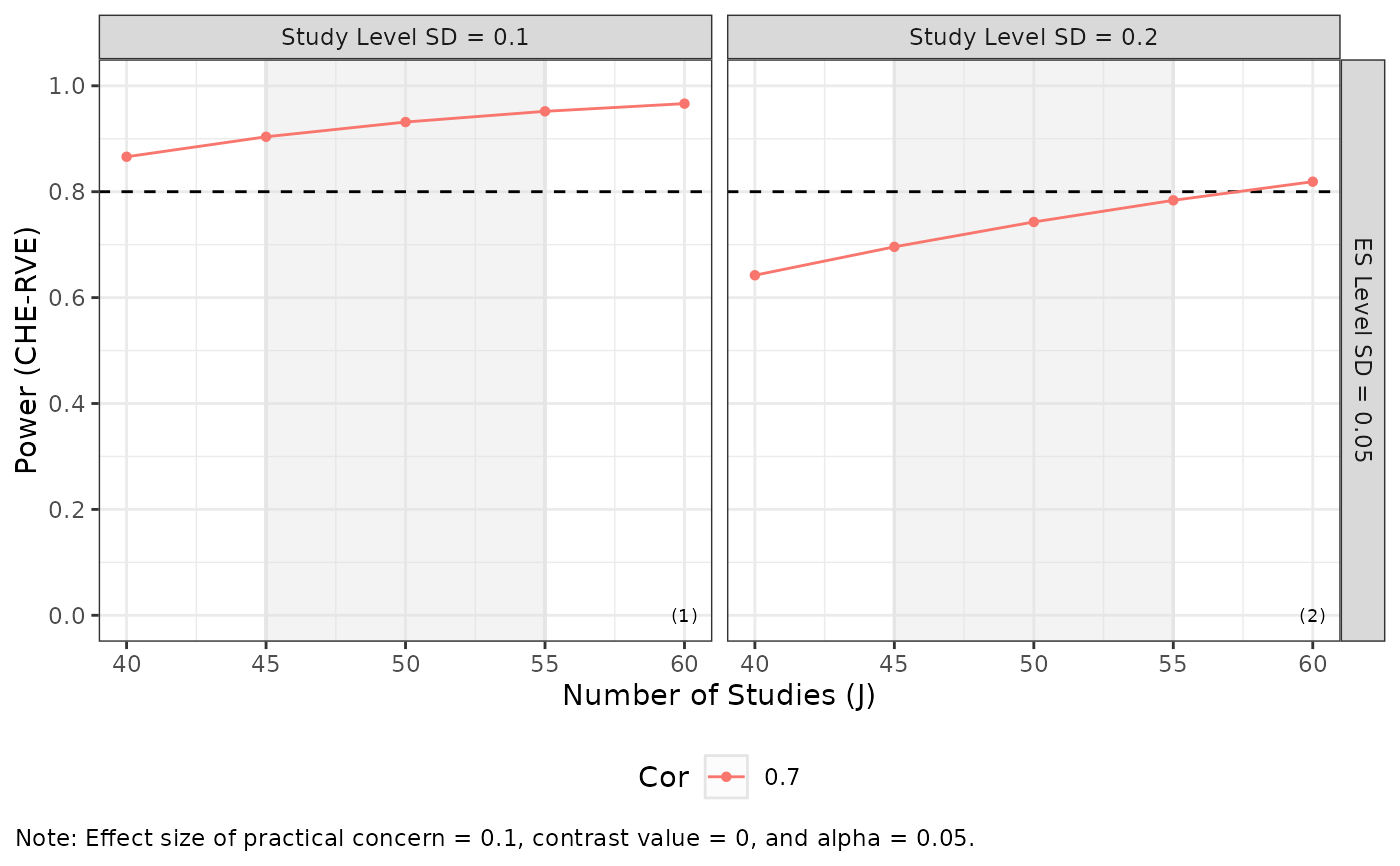 Study Level SD = 0.1
Study Level SD = 0.2
ES Level SD = 0.05
Power (CHE-RVE)
1.0
0.8
0.6
0.4
0.2
0.0
(1)
(2)
40 45 50 55 60
40 45 50 55 60
Number of Studies (J)
Cor 0.7
Note: Effect size of practical concern = 0.1, contrast value = 0, and alpha = 0.05.